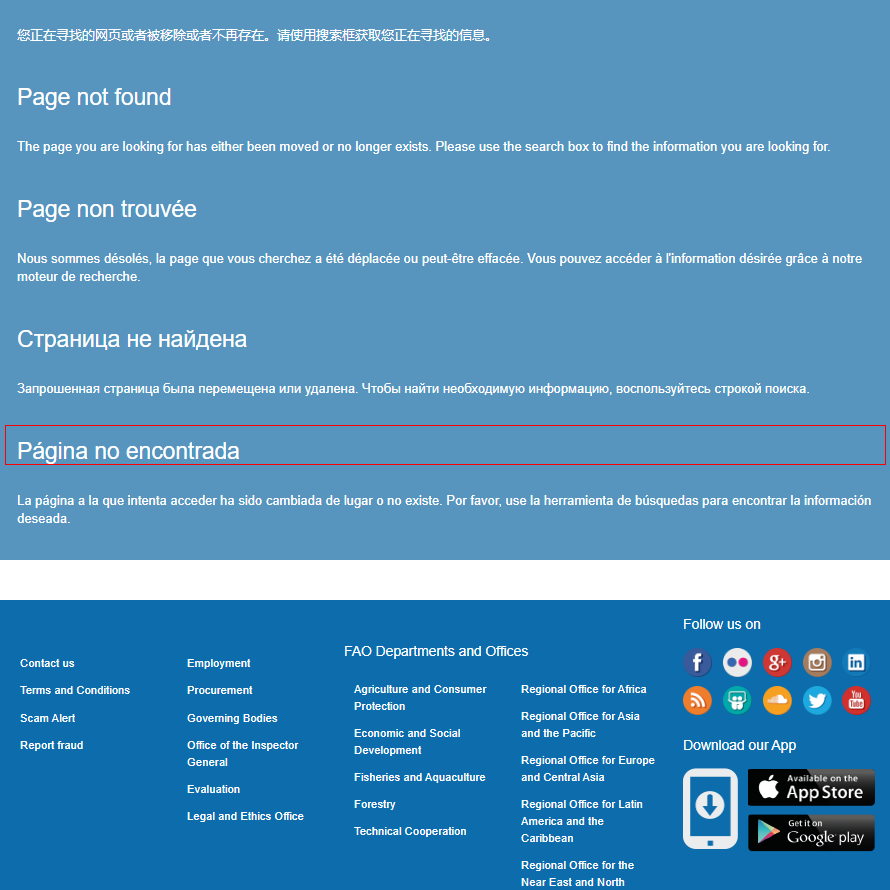 您正在寻找的网页或者被移除或者不再存在。请使用搜索框获取您正在寻找的信息。
Page not found
The page you are looking for has either been moved or no longer exists. Please use the search box to find the information you are looking for.
Page non trouvée
Nous sommes désolés, la page que vous cherchez a été déplacée ou peut-être effacée. Vous pouvez accéder à l'information désirée grâce à notre
moteur de recherche.
Страница не найдена
Запрошенная страница была перемещена или удалена. Чтобы найти необходимую информацию, воспользуйтесь строкой поиска.
Página no encontrada
La página a la que intenta acceder ha sido cambiada de lugar o no existe. Por favor, use la herramienta de búsquedas para encontrar la información
deseada.
Contact us
Terms and Conditions
Scam Alert
Report fraud
Employment
Procurement
Governing Bodies
Office of the Inspector
General
Evaluation
Legal and Ethics Office
FAO Departments and Offices
Agriculture and Consumer
Protection
Economic and Social
Development
Fisheries and Aquaculture
Forestry
Technical Cooperation
Regional Office for Africa
Regional Office for Asia
and the Pacific
Regional Office for Europe
and Central Asia
Regional Office for Latin
America and the
Caribbean
Regional Office for the
Near East and North
Follow us on
f
g+
in
You
Tube
Download our App
Available on the
App Store
Get it on
Google play